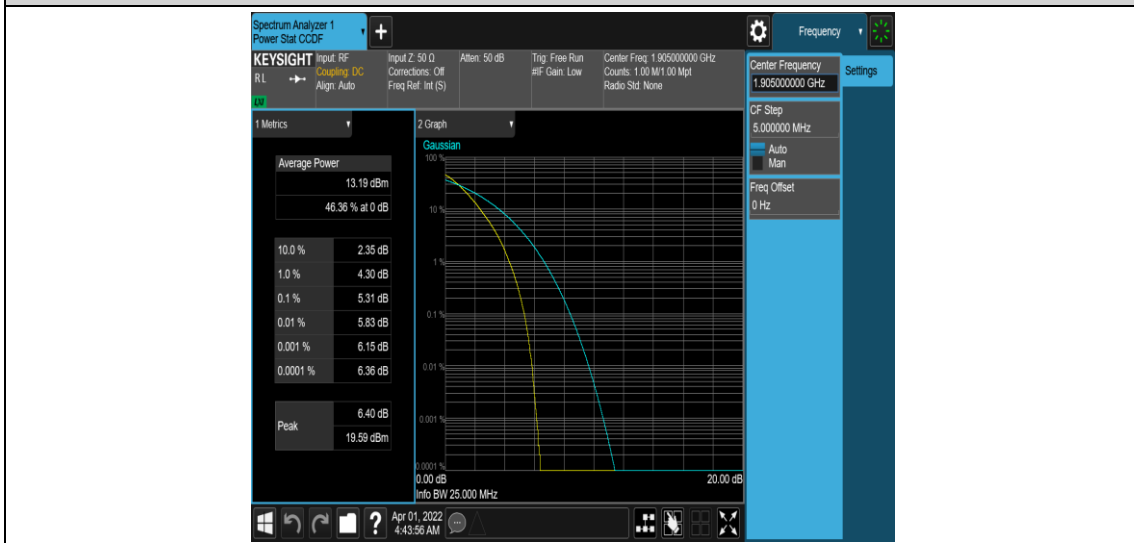 Spectrum Analyzer 1
Power Stat CCDF
+
Frequency
KEYSIGHT
RL
LXI
Input: RF
Coupling: DC
Align: Auto
Input Z: 50 Ω
Corrections: Off
Freq Ref: Int (S)
Atten: 50 dB
Trig: Free Run
#IF Gain: Low
Center Freq: 1.905000000 GHz
Counts: 1.00 M/1.00 Mpt
Radio Std: None
Center Frequency
1.905000000 GHz
Settings
CF Step
5.000000 MHz
Auto
Man
Freq Offset
0 Hz
1 Metrics
Average Power
13.19 dBm
46.36 % at 0 dB
10.0 % 2.35 dB
1.0 % 4.30 dB
0.1 % 5.31 dB
0.01 % 5.83 dB
0.001 % 6.15 dB
0.0001 % 6.36 dB
Peak
6.40 dB
19.59 dBm
2 Graph
Gaussian
100 %
10 %
1 %
0.1 %
0.01 %
0.001 %
0.0001 %
0.00 dB
20.00 dB
Info BW 25.000 MHz
?
Apr 01, 2022
4:43:56 AM